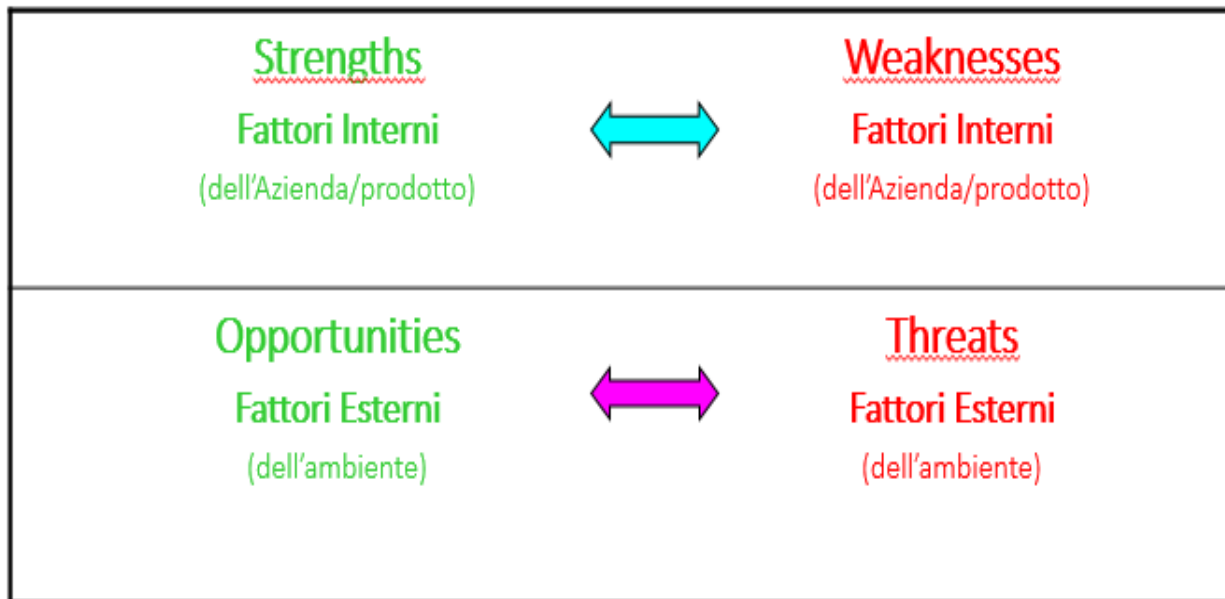 Strengths
Weaknesses
Fattori Interni
Fattori Interni
(dell'Azienda/prodotto)
(dell'Azienda/prodotto)
Opportunities
Threats
Fattori Esterni
Fattori Esterni
(dell'ambiente)
(dell'ambiente)